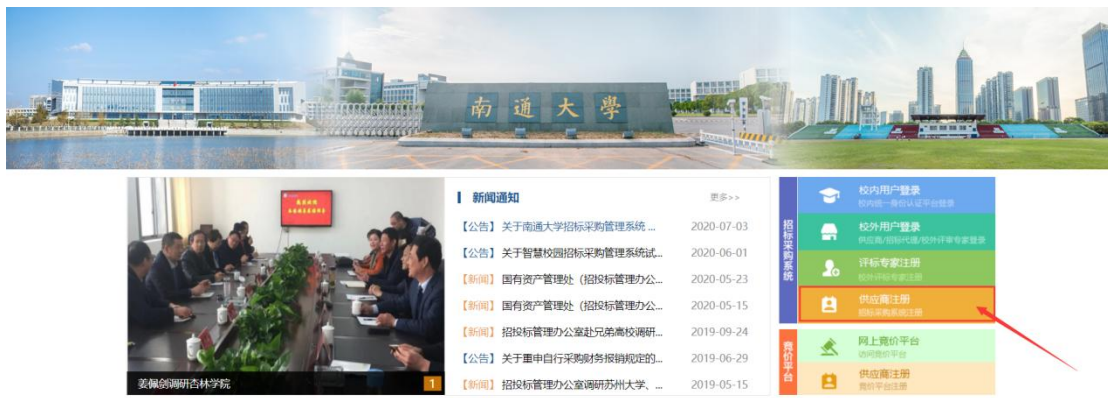 南通大學
新闻通知
更多>>
【公告】关于南通大学招标采购管理系统 ... 2020-07-03
【公告】关于智慧校园招标采购管理系统试... 2020-06-01
【新闻】国有资产管理处（招投标管理办公... 2020-05-23
【新闻】国有资产管理处（招投标管理办公... 2020-05-15
【新闻】招投标管理办公室赴兄弟高校调研... 2019-09-24
【公告】关于重申自行采购财务报销规定的... 2019-06-29
【新闻】招投标管理办公室调研苏州大学、... 2019-05-15
姜佩剑调研杏林学院
1
招标采购系统
校内用户登录
校内统一身份认证平台登录
校外用户登录
供应商/招标代理/校外评审专家登录
评标专家注册
校外评标专家注册
供应商注册
招标采购系统注册
竞价平台
网上竞价平台
访问竞价平台
供应商注册
竞价平台注册